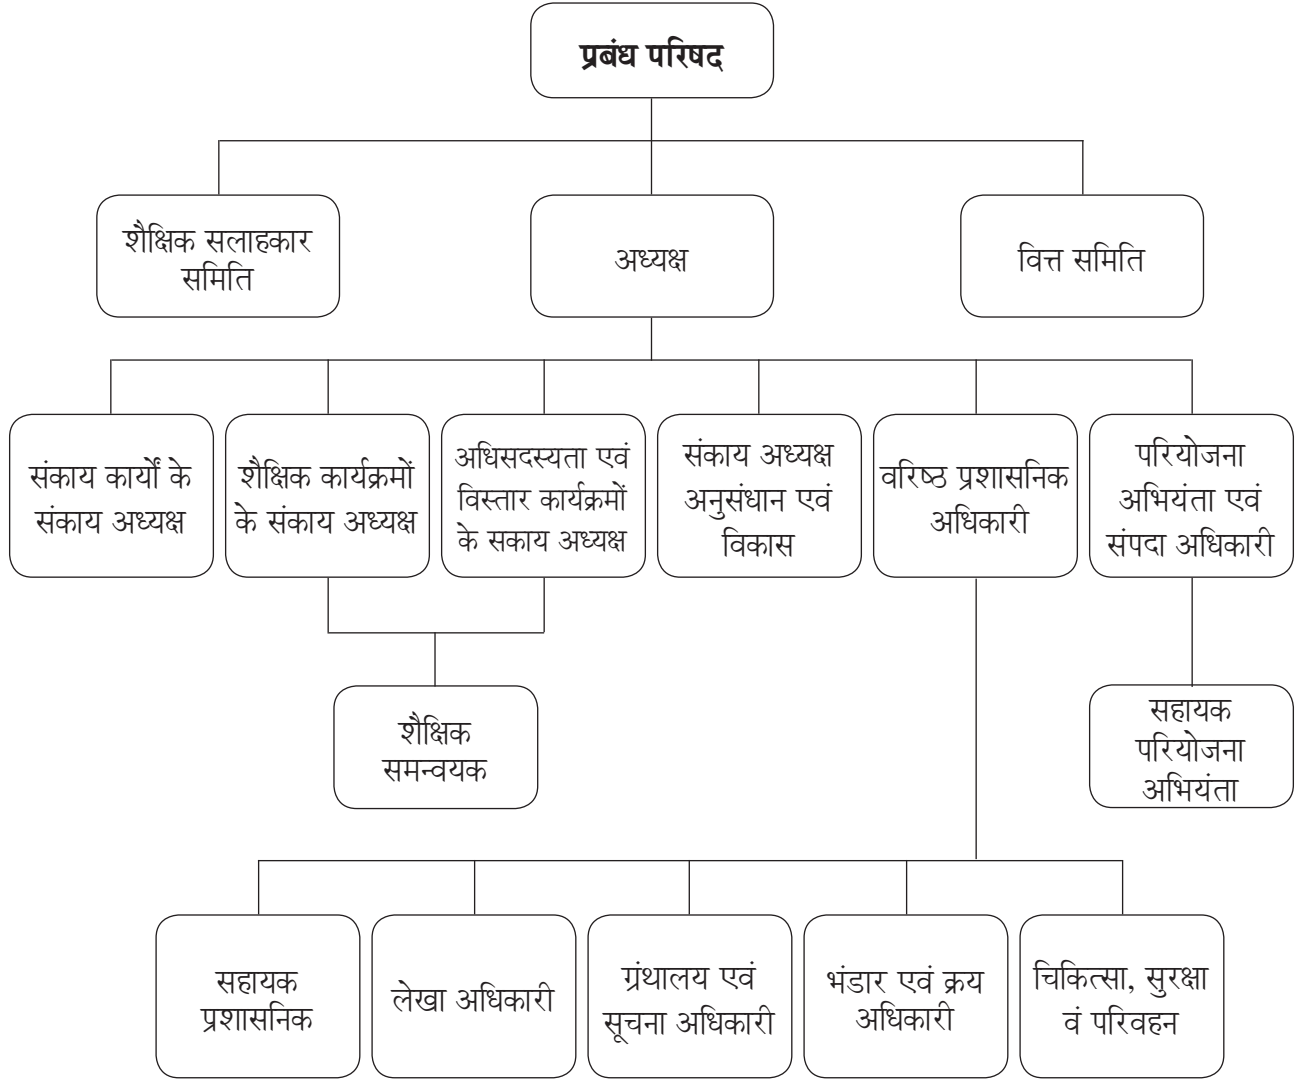 प्रबंध परिषद
शैक्षिक सलाहकार
समिति
अध्यक्ष
वित्त समिति
संकाय कार्यों के
संकाय अध्यक्ष
शैक्षिक कार्यक्रमों
के संकाय अध्यक्ष
अधिसदस्यता एवं
विस्तार कार्यक्रमों
के सकाय अध्यक्ष
संकाय अध्यक्ष
अनुसंधान एवं
विकास
वरिष्ठ प्रशासनिक
अधिकारी
परियोजना
अभियंता एवं
संपदा अधिकारी
शैक्षिक
समन्वयक
सहायक
परियोजना
अभियंता
सहायक
प्रशासनिक
लेखा अधिकारी
ग्रंथालय एवं
सूचना अधिकारी
भंडार एवं क्रय
अधिकारी
चिकित्सा, सुरक्षा
वं परिवहन